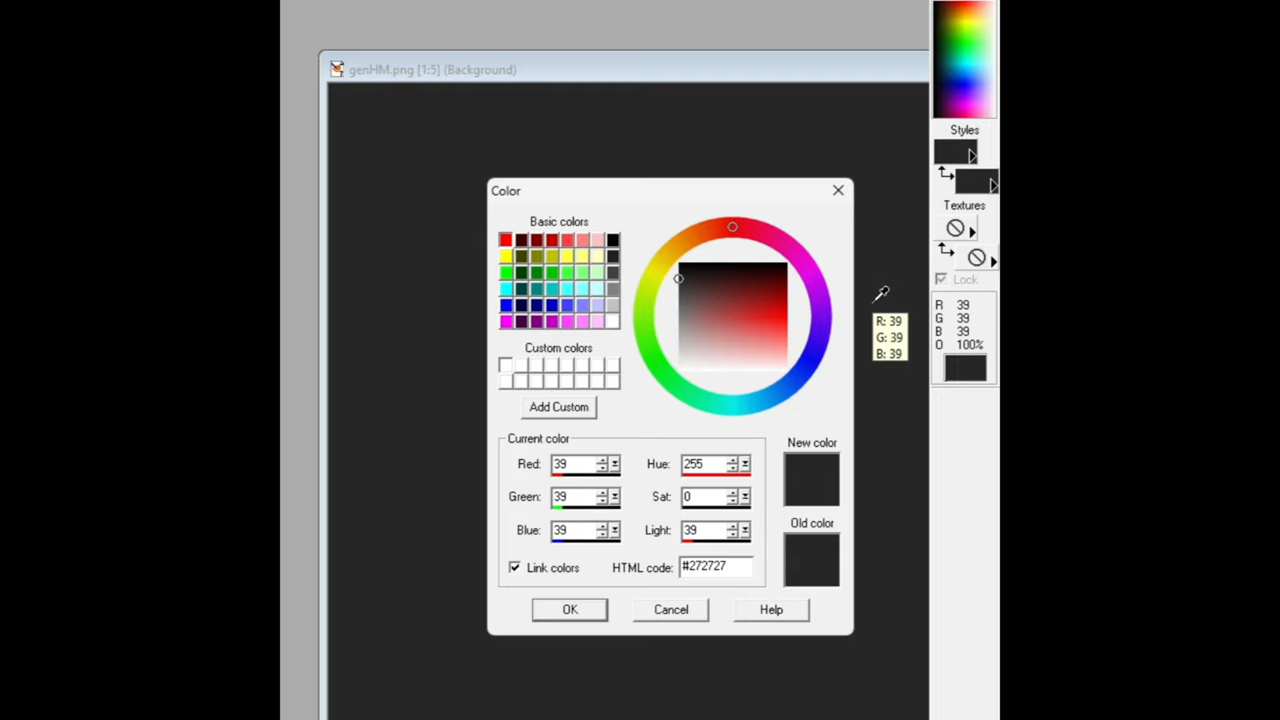 genHM.png [1:5] (Background)
Styles
Textures
Lock
R 39
G 39
B 39
O 100%
Color
Basic colors
Custom colors
Add Custom
R: 39
G: 39
B: 39
Current color
Red: 39
Hue: 255
Green: 39
Sat: 0
Blue: 39
Light: 39
Link colors
HTML code: #272727
New color
Old color
OK
Cancel
Help